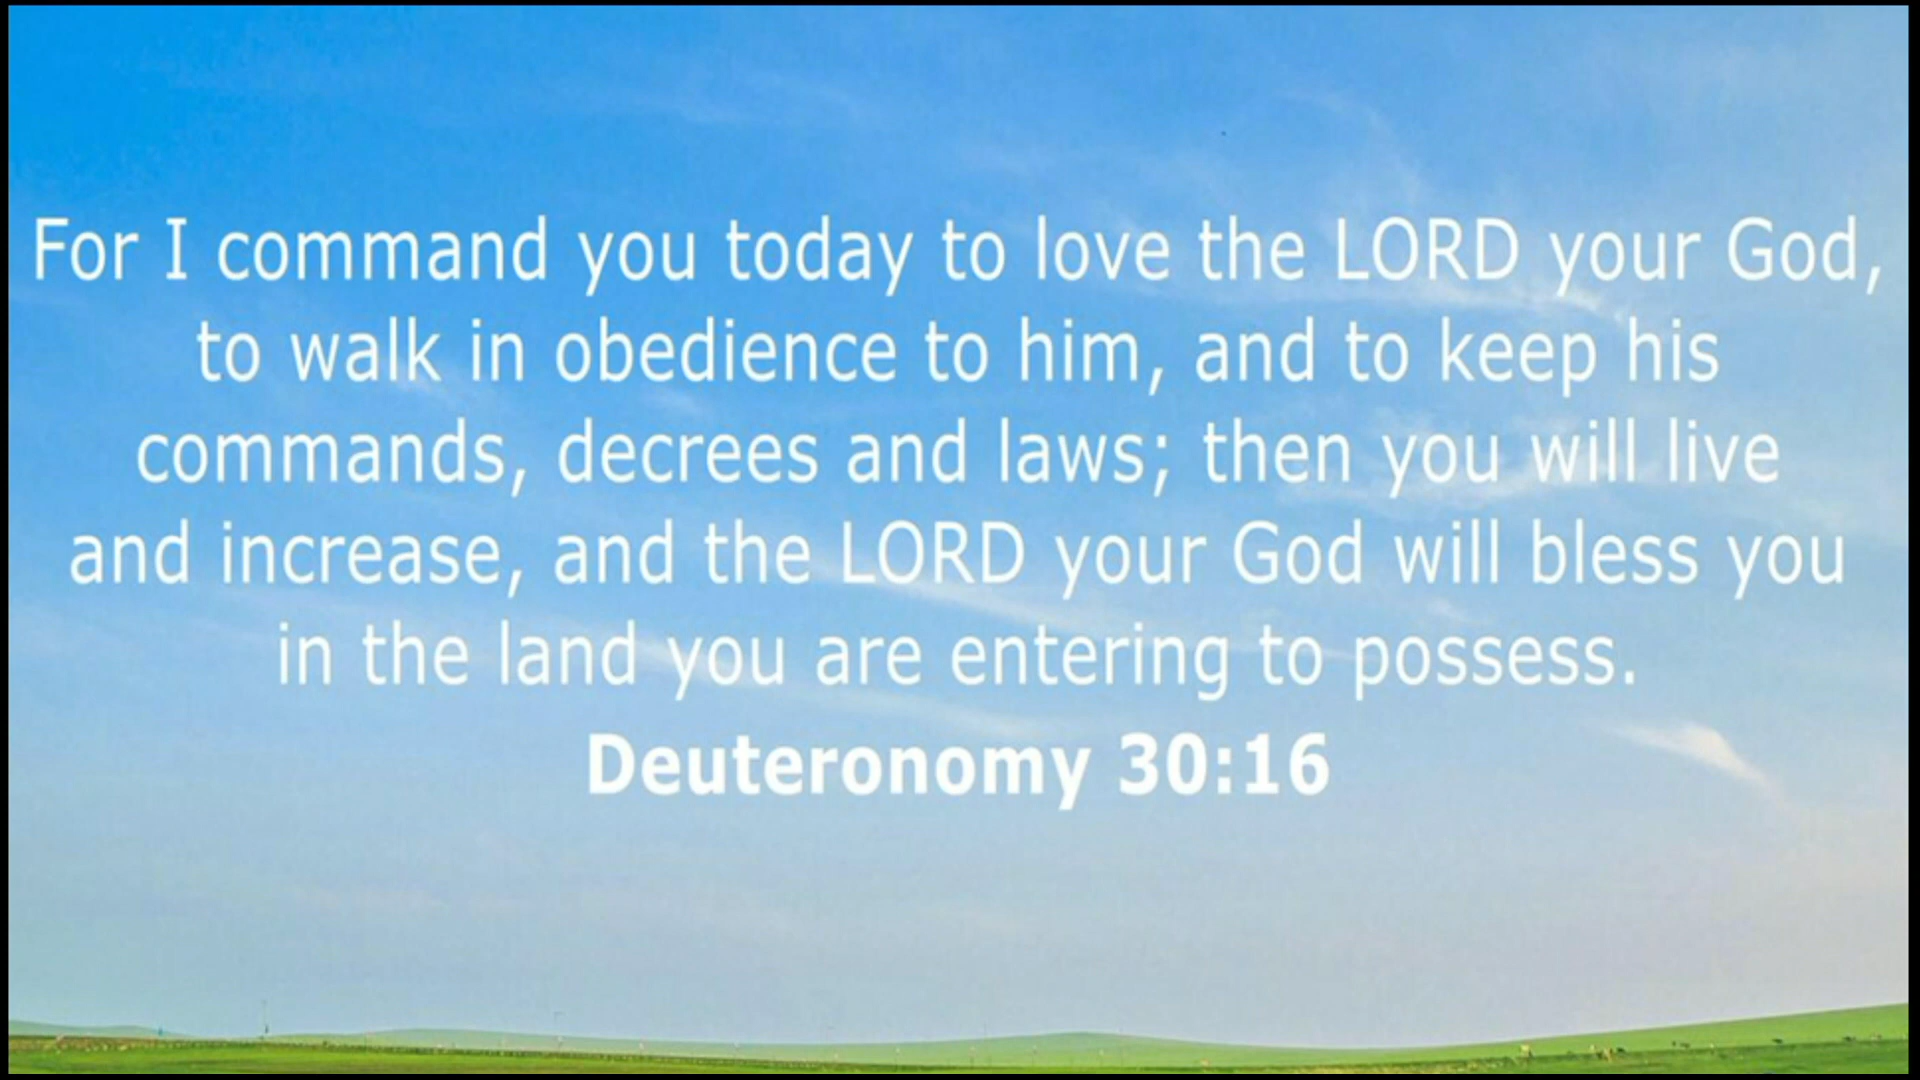 For I command you today to love the LORD your God,
to walk in obedience to him, and to keep his
commands, decrees and laws; then you will live
and increase, and the LORD your God will bless you
in the land you are entering to possess.
Deuteronomy 30:16